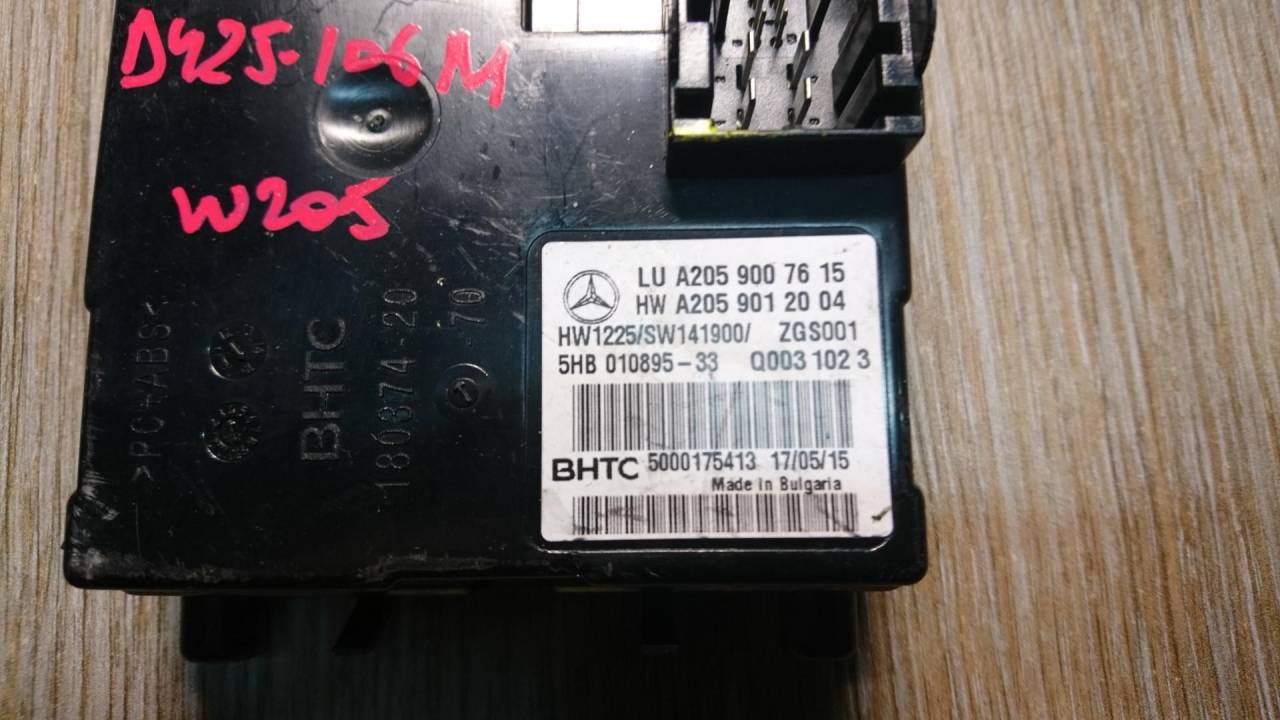 D425-106M
W205
LU A205 900 76 15
HW A205 901 20 04
HW1225/SW141900/ ZGS001
5HB 010895-33 Q003 102 3
BHTC 5000175413 17/05/15
Made in Bulgaria
>PC+ABS<
BHTC
180374-20
-70